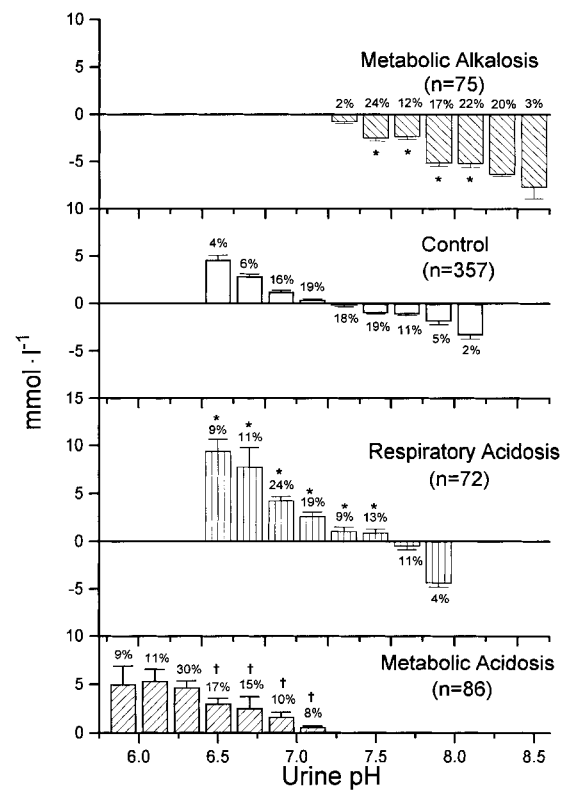 10
5
0
-5
10
Metabolic Alkalosis
(n=75)
2% 24% 12% 17% 22% 20% 3%
* * * *
5
0
-5
15
Control
(n=357)
4%
6%
16%
19%
18% 19% 11% 5% 2%
10
5
0
-5
10
Respiratory Acidosis
(n=72)
* * * * * *
9% 11% 24% 19% 9% 13%
11% 4%
5
0
Metabolic Acidosis
(n=86)
† † † †
9% 11% 30% 17% 15% 10% 8%
6.0 6.5 7.0 7.5 8.0 8.5
Urine pH
mmol · l-1